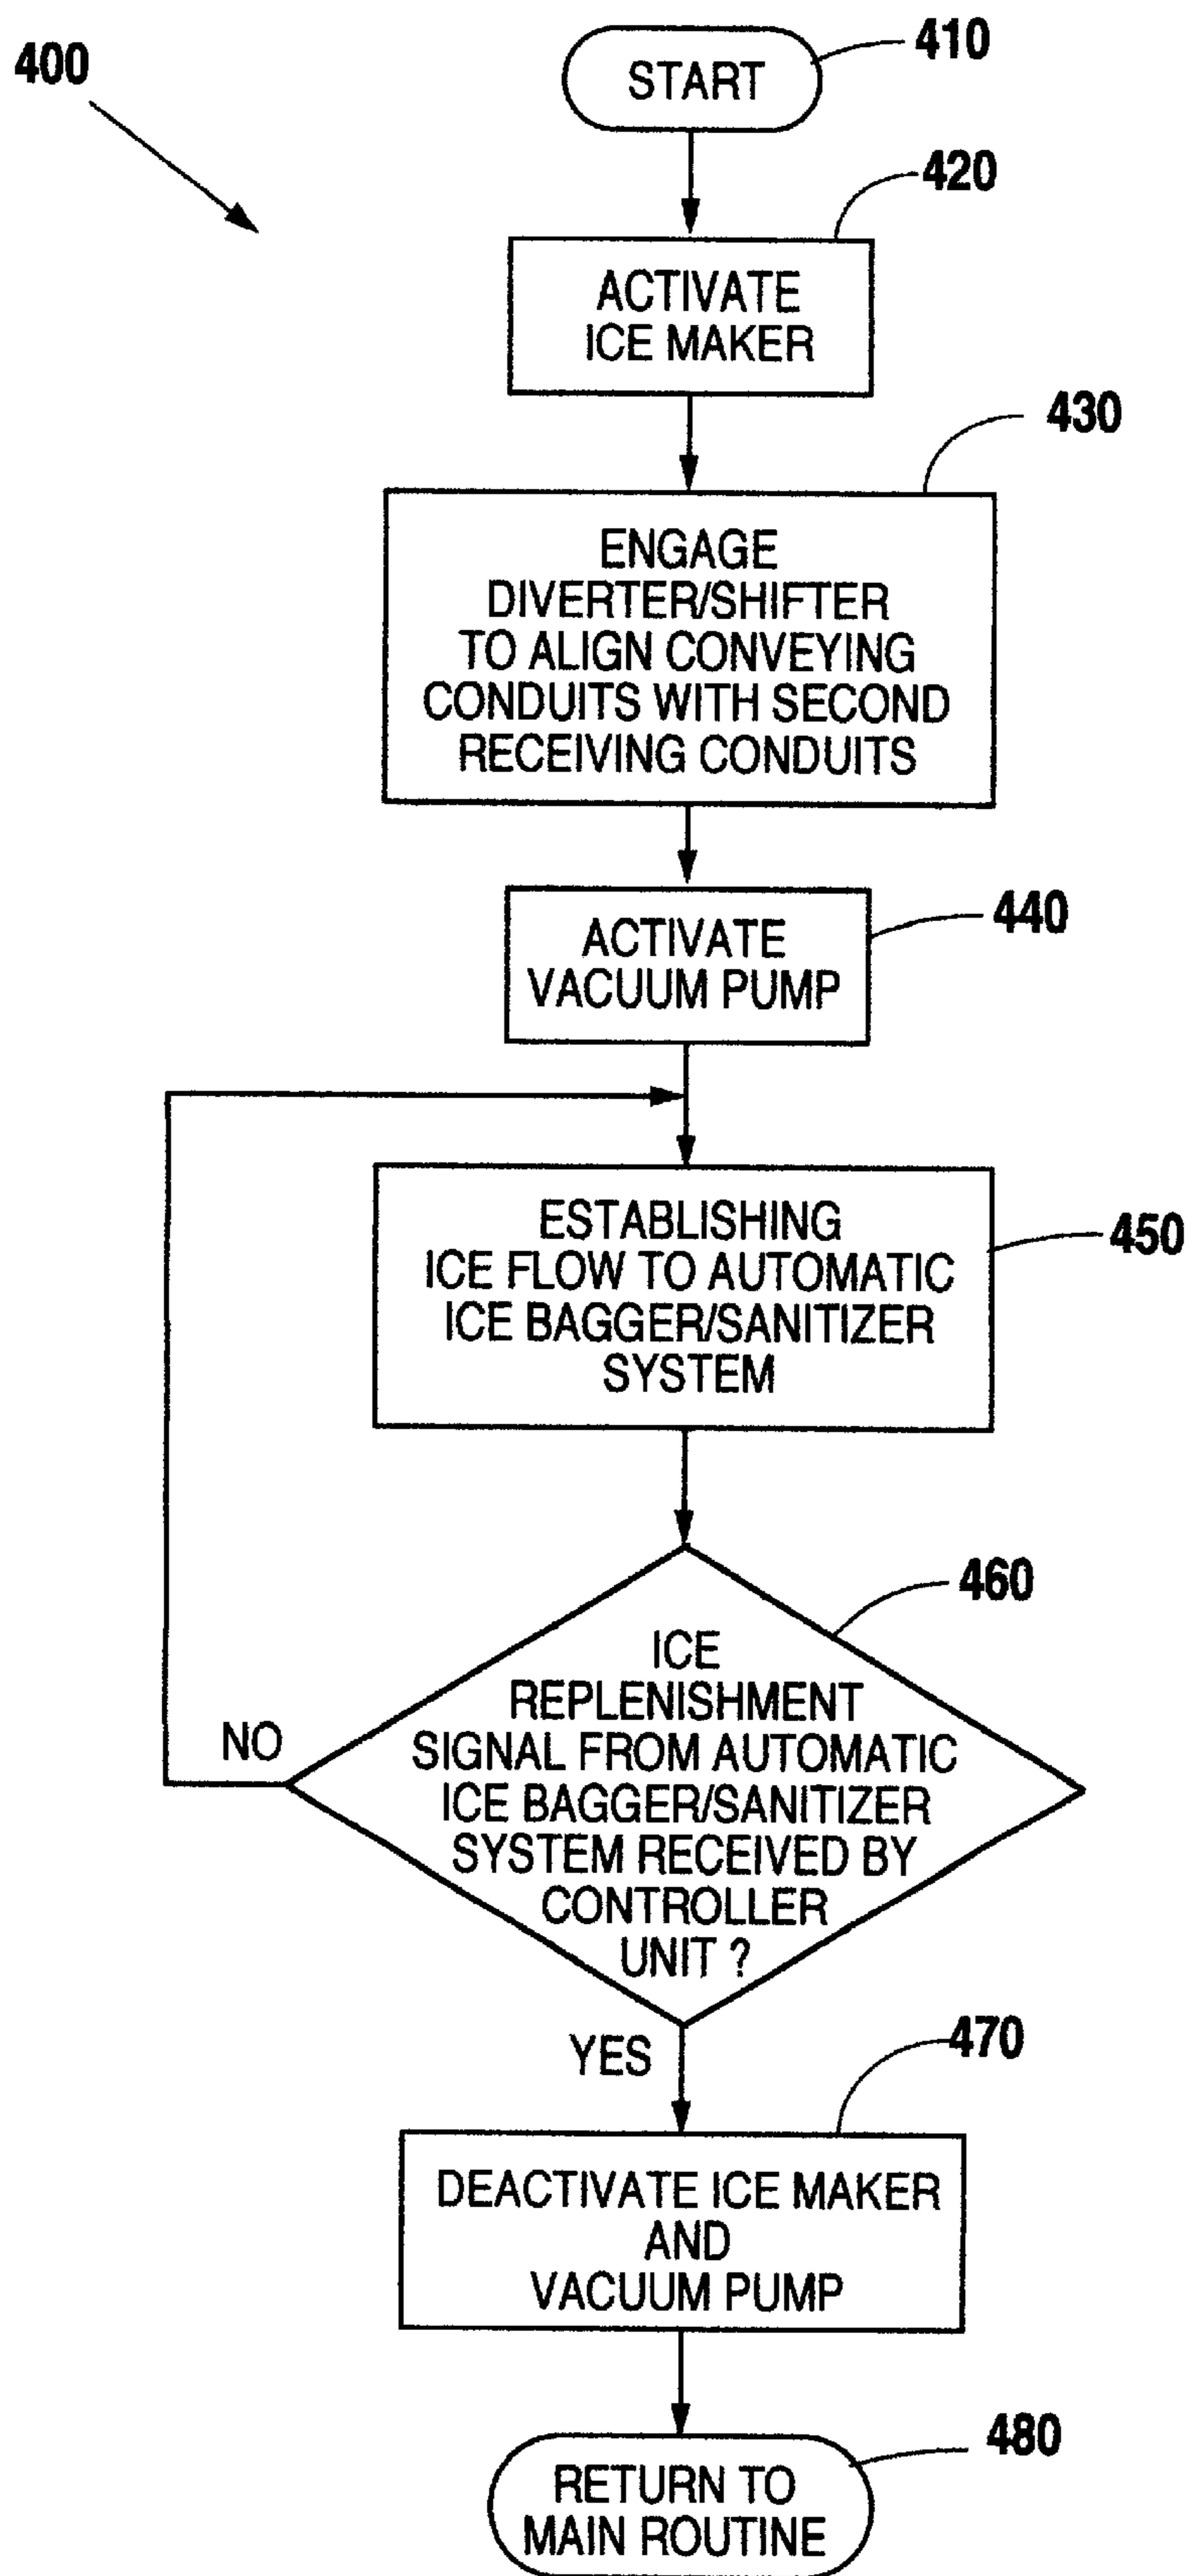 400
START
410
420
ACTIVATE
ICE MAKER
430
ENGAGE
DIVERTER/SHIFTER
TO ALIGN CONVEYING
CONDUITS WITH SECOND
RECEIVING CONDUITS
440
ACTIVATE
VACUUM PUMP
ESTABLISHING
ICE FLOW TO AUTOMATIC
ICE BAGGER/SANITIZER
SYSTEM
450
460
ICE
REPLENISHMENT
SIGNAL FROM AUTOMATIC
ICE BAGGER/SANITIZER
SYSTEM RECEIVED BY
CONTROLLER
UNIT ?
NO
YES
470
DEACTIVATE ICE MAKER
AND
VACUUM PUMP
480
RETURN TO
MAIN ROUTINE